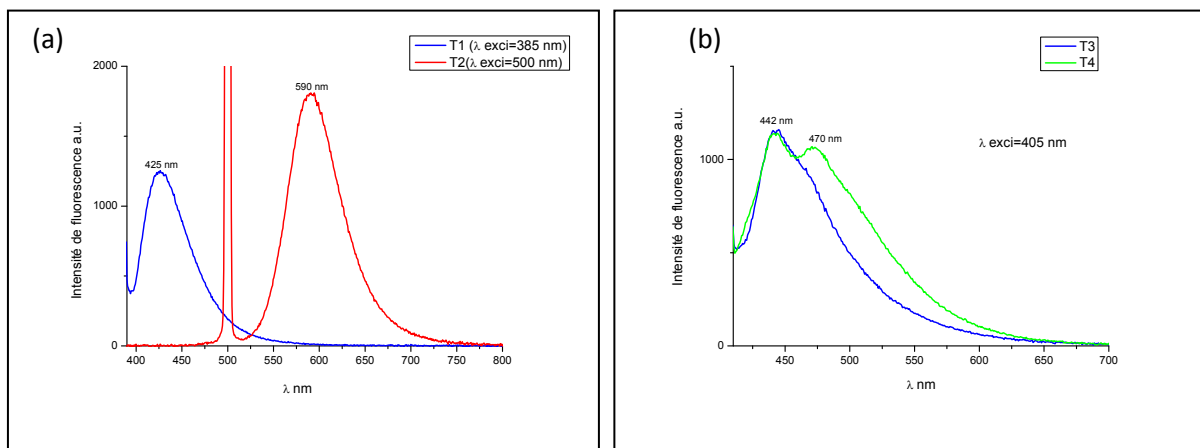 (a)
T1 (λ exci=385 nm)
T2(λ exci=500 nm)
2000
1000
0
Intensité de fluorescence a.u.
425 nm
590 nm
400 450 500 550 600 650 700 750 800
λ nm
(b)
T3
T4
1000
0
Intensité de fluorescence a.u.
442 nm
470 nm
λ exci=405 nm
450 500 550 600 650 700
λ nm